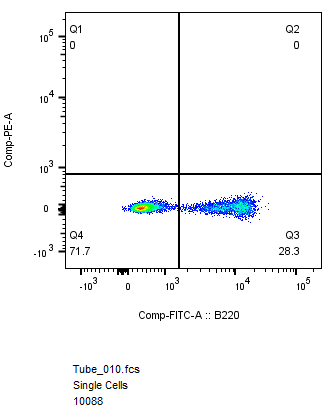 Q1
0
Q2
0
10⁵
10⁴
10³
0
-10³
Comp-PE-A
Q4
71.7
Q3
28.3
-10³
0
10³
10⁴
10⁵
Comp-FITC-A :: B220
Tube_010.fcs
Single Cells
10088